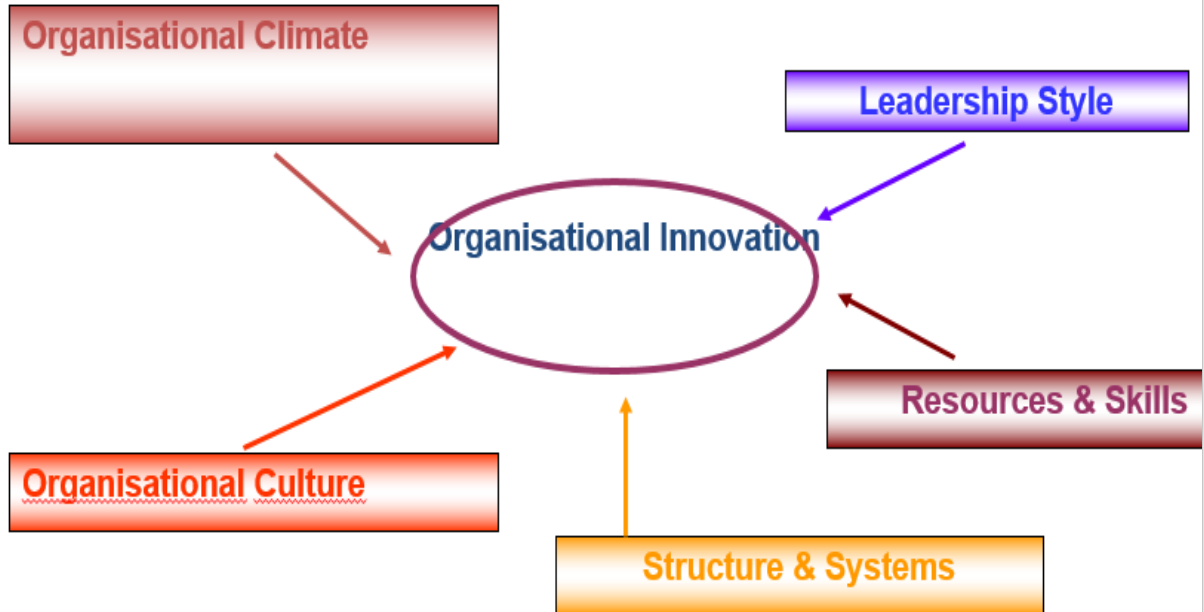 Organisational Climate
Leadership Style
Organisational Innovation
Resources & Skills
Organisational Culture
Structure & Systems